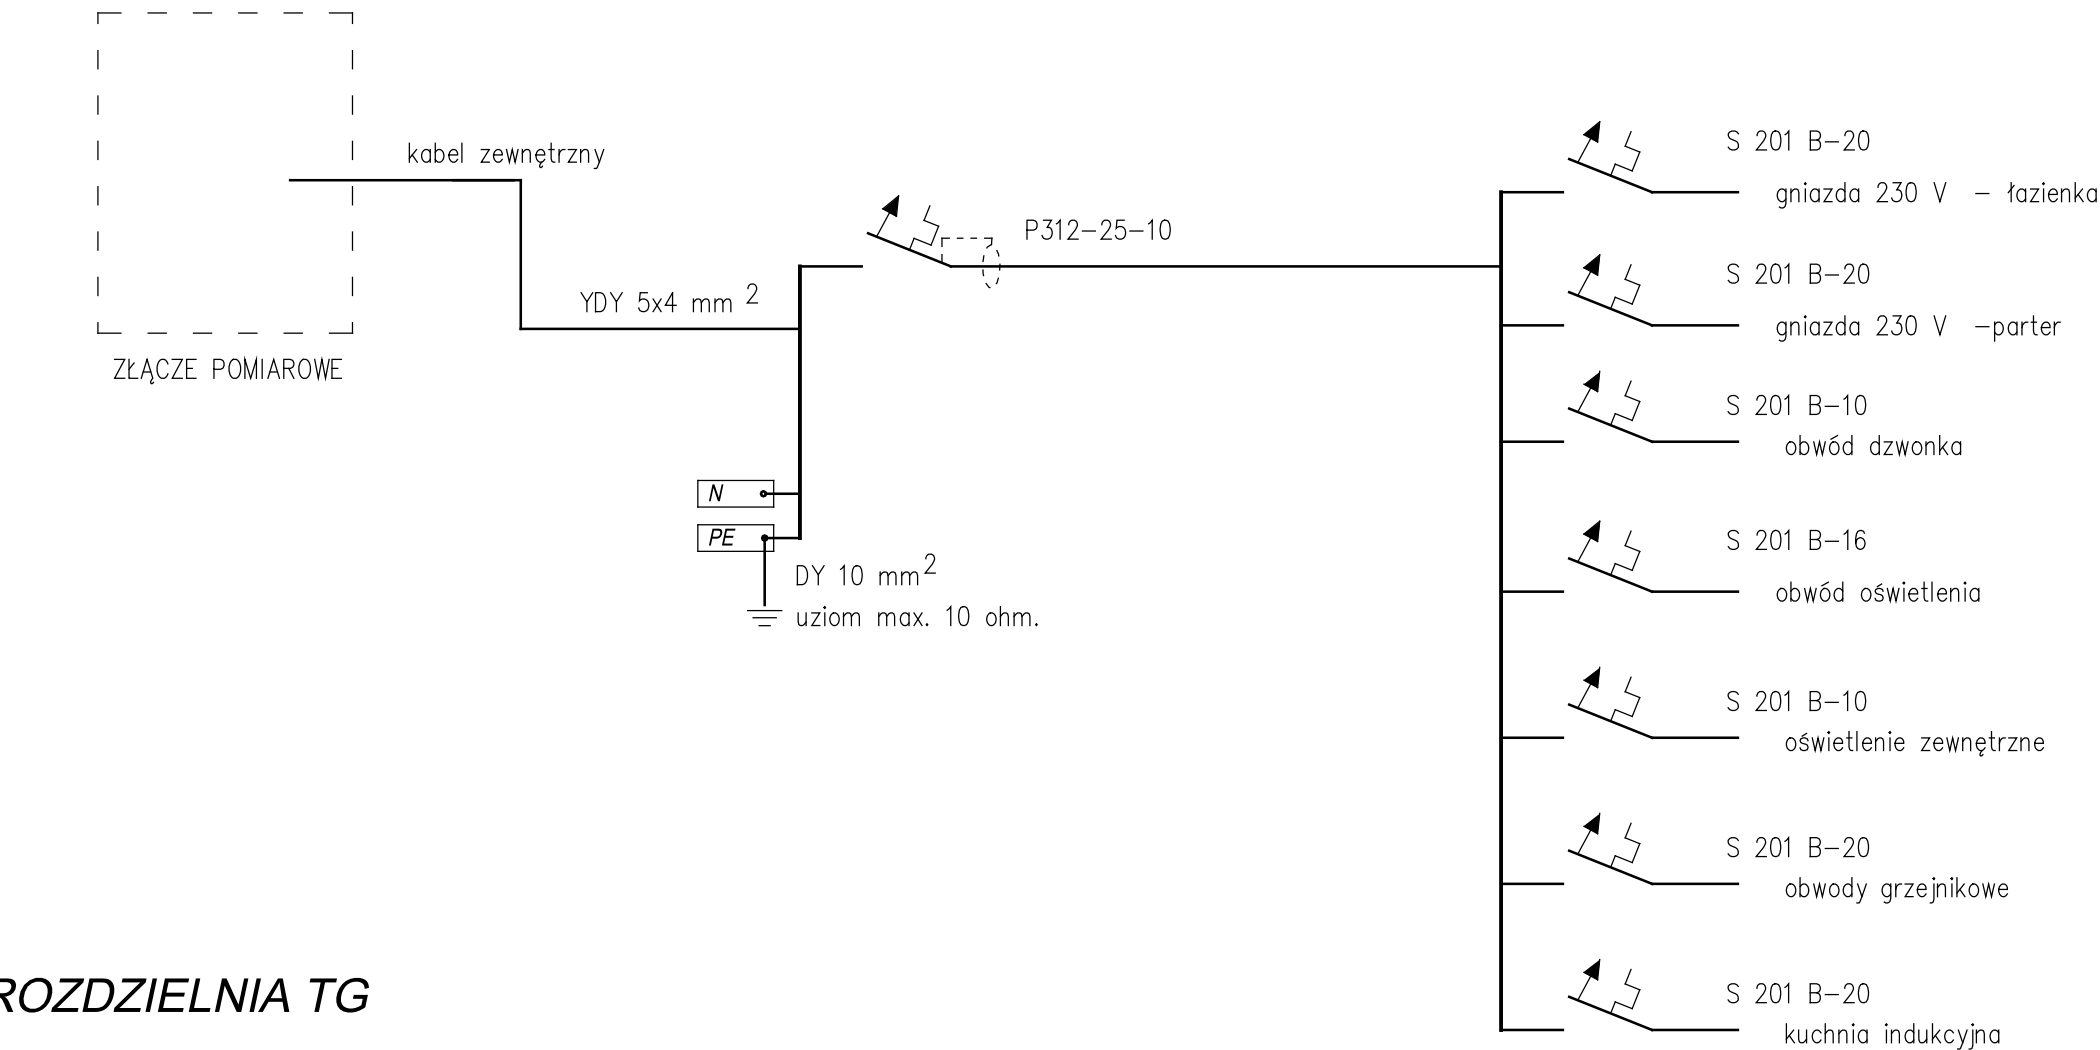 kabel zewnętrzny
YDY 5x4 mm 2
ZŁĄCZE POMIAROWE
P312-25-10
N
PE
DY 10 mm2
uziom max. 10 ohm.
S 201 B-20
gniazda 230 V - łazienka
S 201 B-20
gniazda 230 V -parter
S 201 B-10
obwód dzwonka
S 201 B-16
obwód oświetlenia
S 201 B-10
oświetlenie zewnętrzne
S 201 B-20
obwody grzejnikowe
S 201 B-20
kuchnia indukcyjna
ROZDZIELNIA TG